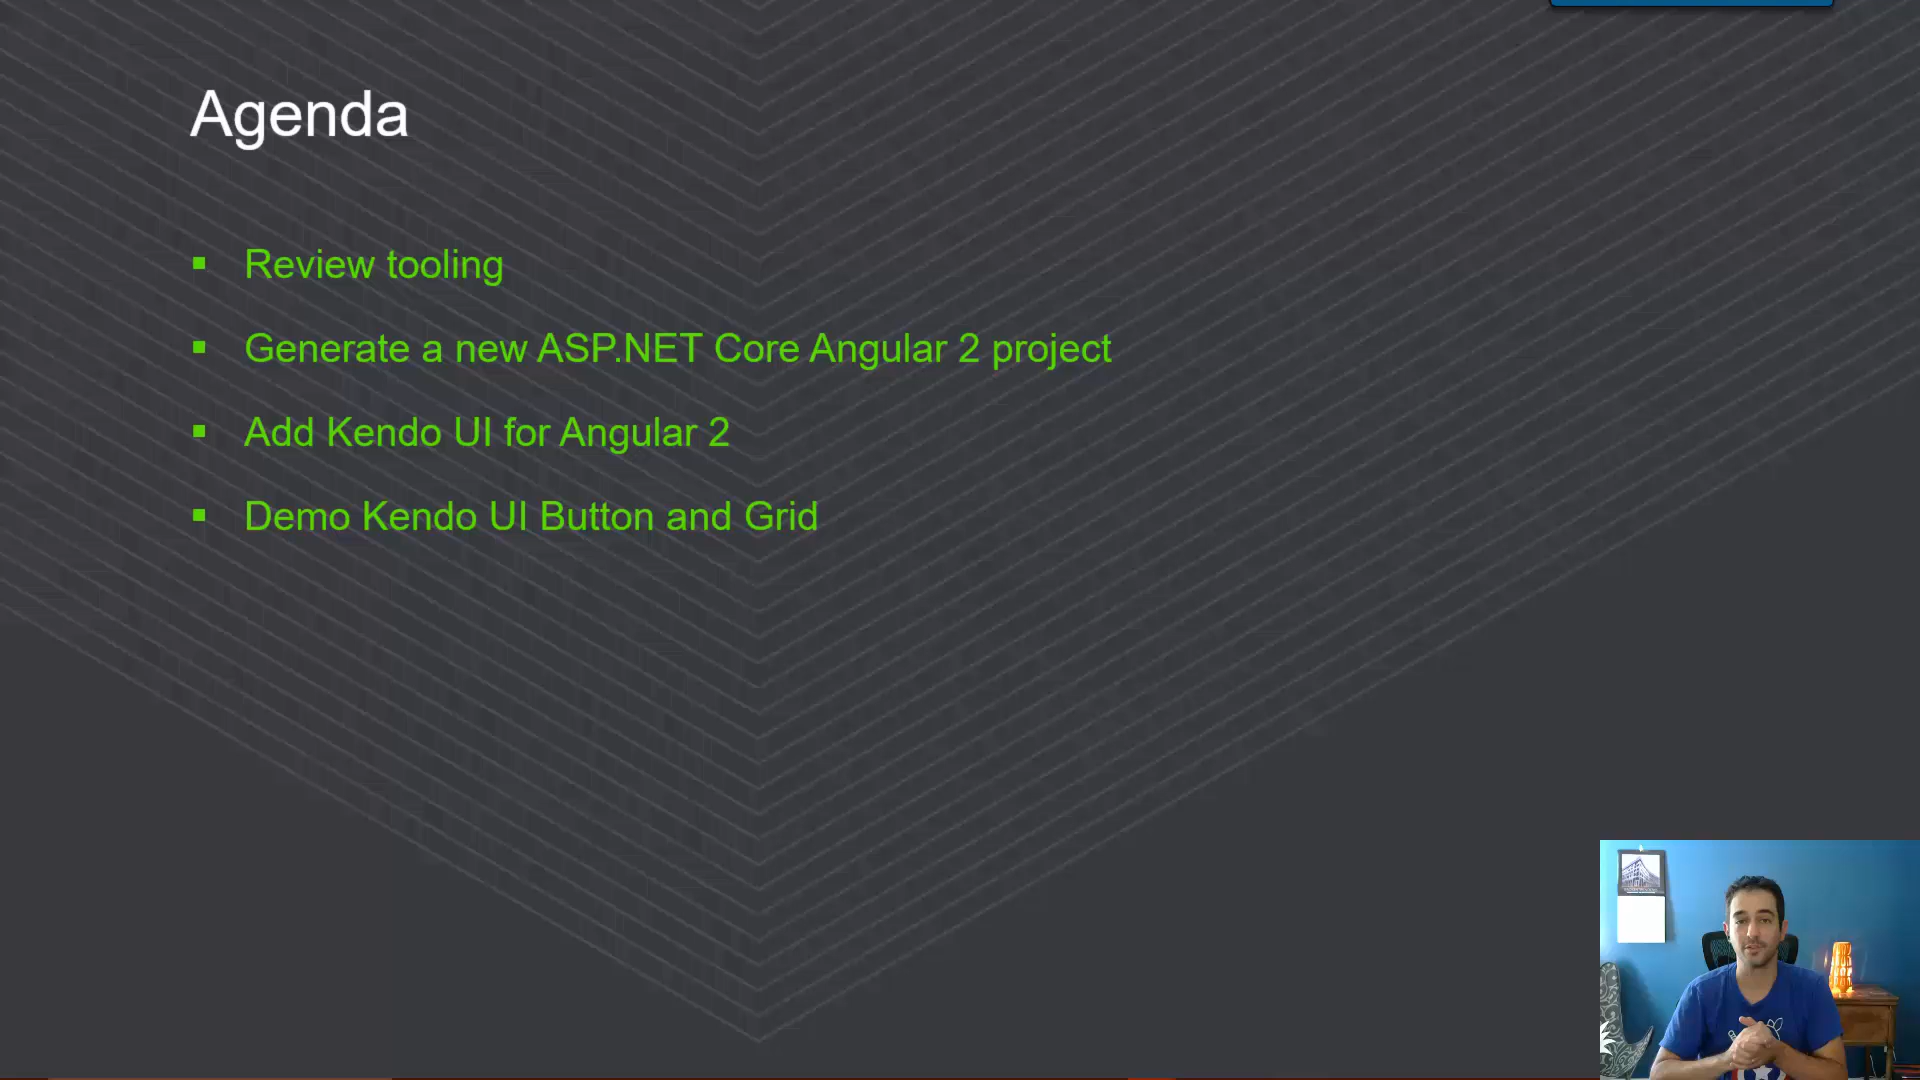 Agenda
Review tooling
Generate a new ASP.NET Core Angular 2 project
Add Kendo UI for Angular 2
Demo Kendo UI Button and Grid